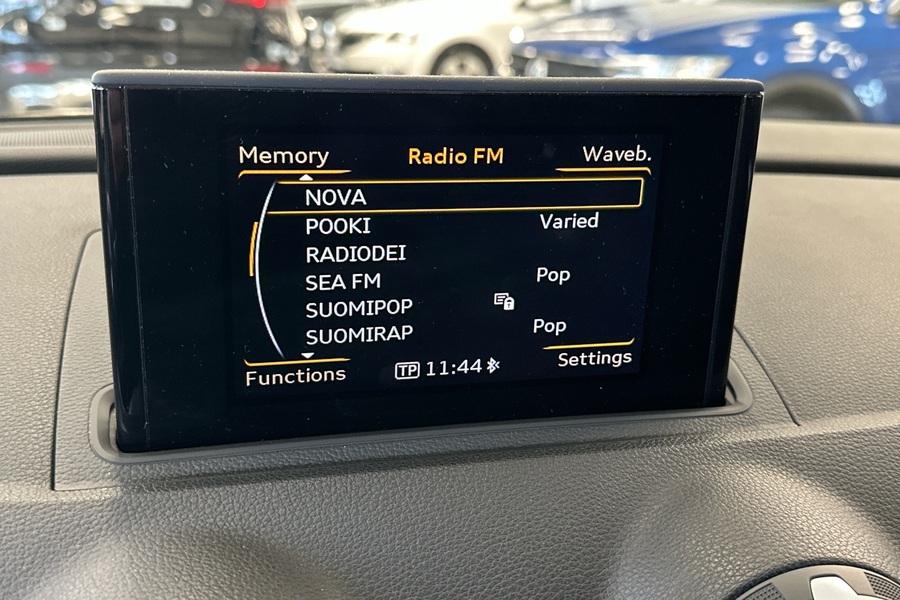 Memory Radio FM Waveb.
NOVA
POOKI Varied
RADIODEI
SEA FM Pop
SUOMIPOP
SUOMIRAP Pop
Functions TP 11:44 Settings